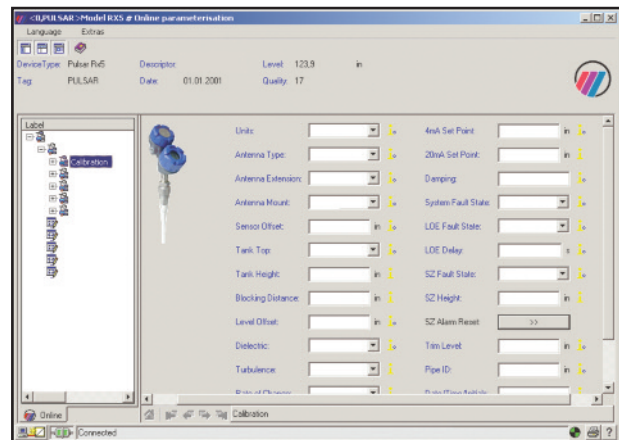 <0,PULSAR>Model RX5 # Online parameterisation
Language Extras
DeviceType: Pulsar Rx5 Descriptor: Level: 123,9 in
Tag: PULSAR Date: 01.01.2001 Quality: 17
Label
Calibration
Units: 4mA Set Point: in
Antenna Type: 20mA Set Point: in
Antenna Extension: Damping:
Antenna Mount: System Fault State:
Sensor Offset: in LOE Fault State:
Tank Top: LOE Delay: s
Tank Height: in SZ Fault State:
Blocking Distance: in SZ Height: in
Level Offset: in SZ Alarm Reset: >>
Dielectric: Trim Level: in
Turbulence: Pipe ID: in
Rate of Change:
Online Calibration
Connected